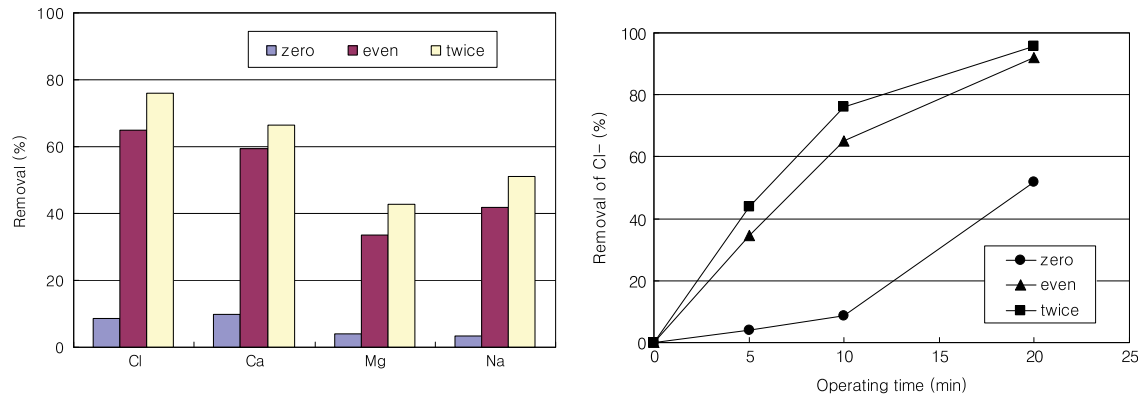 100
80
60
40
20
0
Removal (%)
zero even twice
Cl Ca Mg Na
100
80
60
40
20
0
Removal of Cl- (%)
zero
even
twice
0 5 10 15 20 25
Operating time (min)